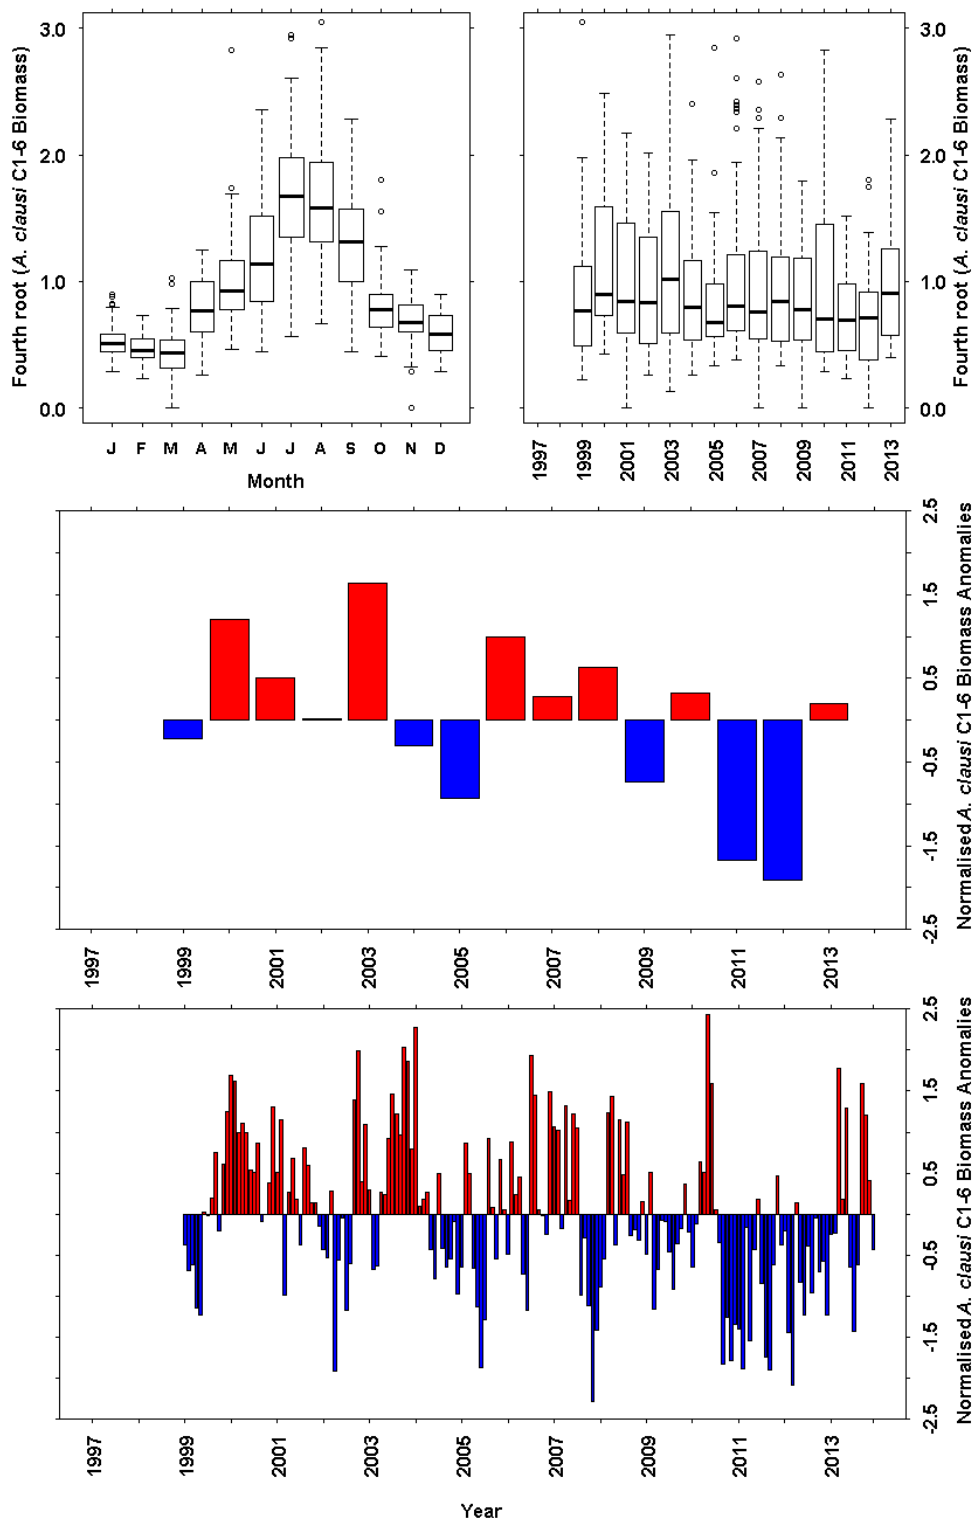 Fourth root (A. clausi C1-6 Biomass)
3.0
2.0
1.0
0.0
J F M A M J J A S O N D
Month
3.0
2.0
1.0
0.0
Fourth root (A. clausi C1-6 Biomass)
1997 1999 2001 2003 2005 2007 2009 2011 2013
2.5
1.5
0.5
-0.5
-1.5
-2.5
Normalised A. clausi C1-6 Biomass Anomalies
1997 1999 2001 2003 2005 2007 2009 2011 2013
2.5
1.5
0.5
-0.5
-1.5
-2.5
Normalised A. clausi C1-6 Biomass Anomalies
1997 1999 2001 2003 2005 2007 2009 2011 2013
Year